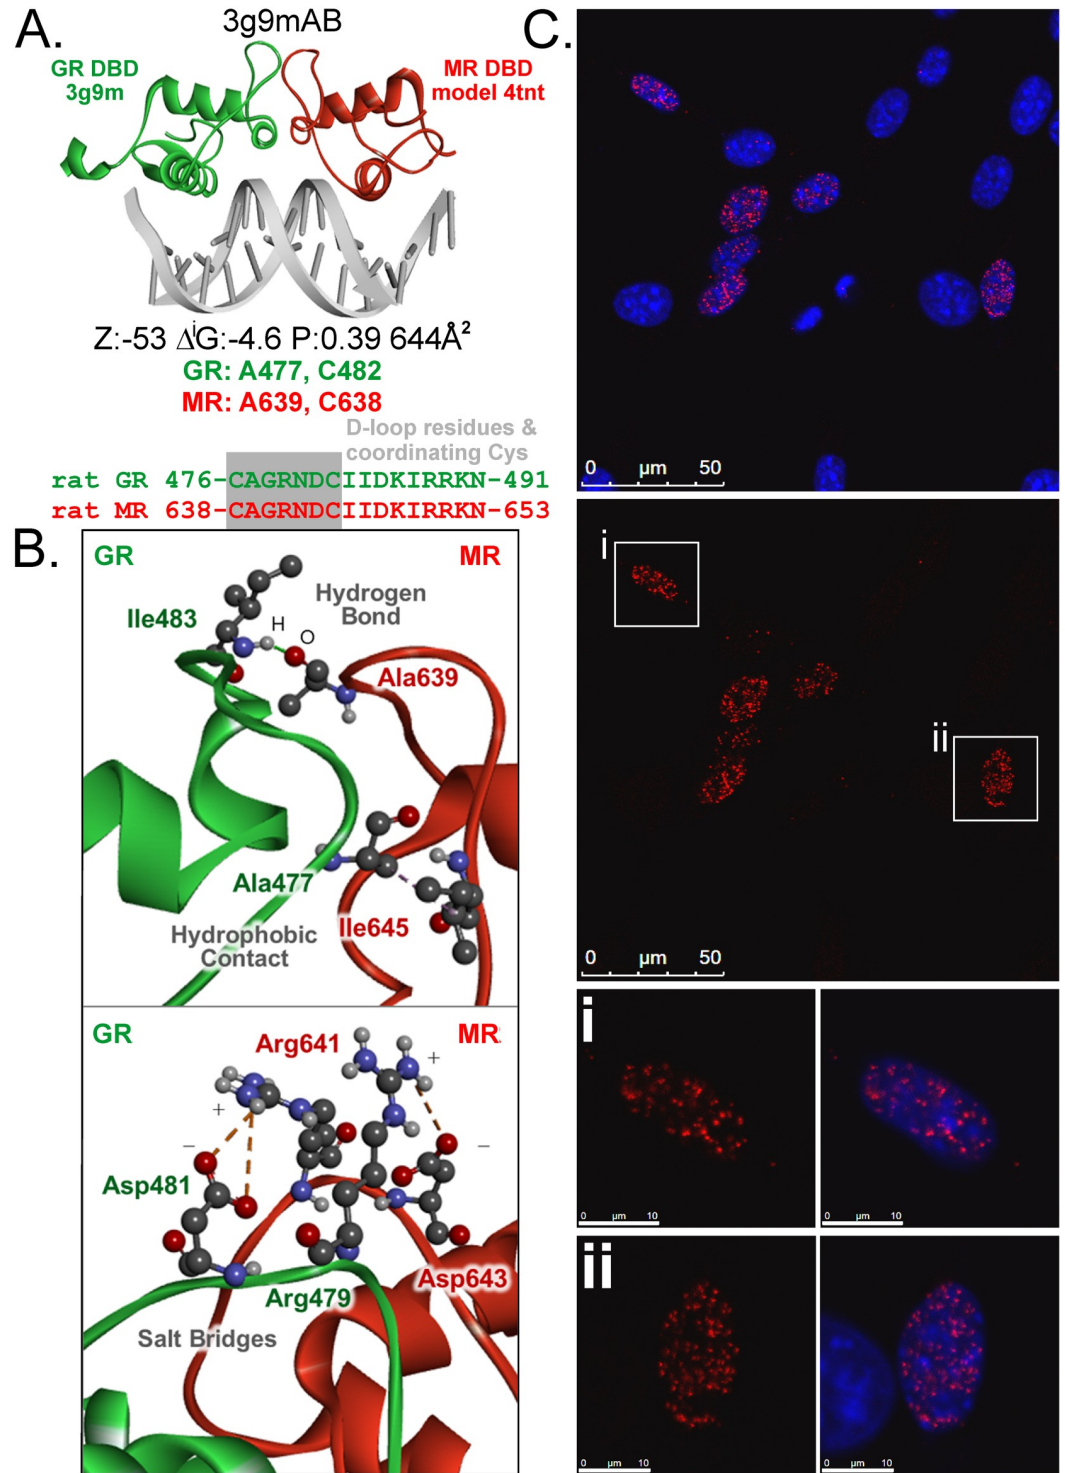 A.
3g9mAB
GR DBD
3g9m
MR DBD
model 4tnt
Z:-53 ΔⁱG:-4.6 P:0.39 644Å²
GR: A477, C482
MR: A639, C638
D-loop residues &
coordinating Cys
rat GR 476-CAGRNDCIIDKIRRKN-491
rat MR 638-CAGRNDCIIDKIRRKN-653
B.
GR
MR
Hydrogen
Bond
Ile483
H
O
Ala639
Ala477
Ile645
Hydrophobic
Contact
GR
MR
Arg641
+
+
−
−
Asp481
Asp643
Arg479
Salt Bridges
C.
0 µm 50
i
ii
0 µm 50
i
0 µm 10
0 µm 10
ii
0 µm 10
0 µm 10